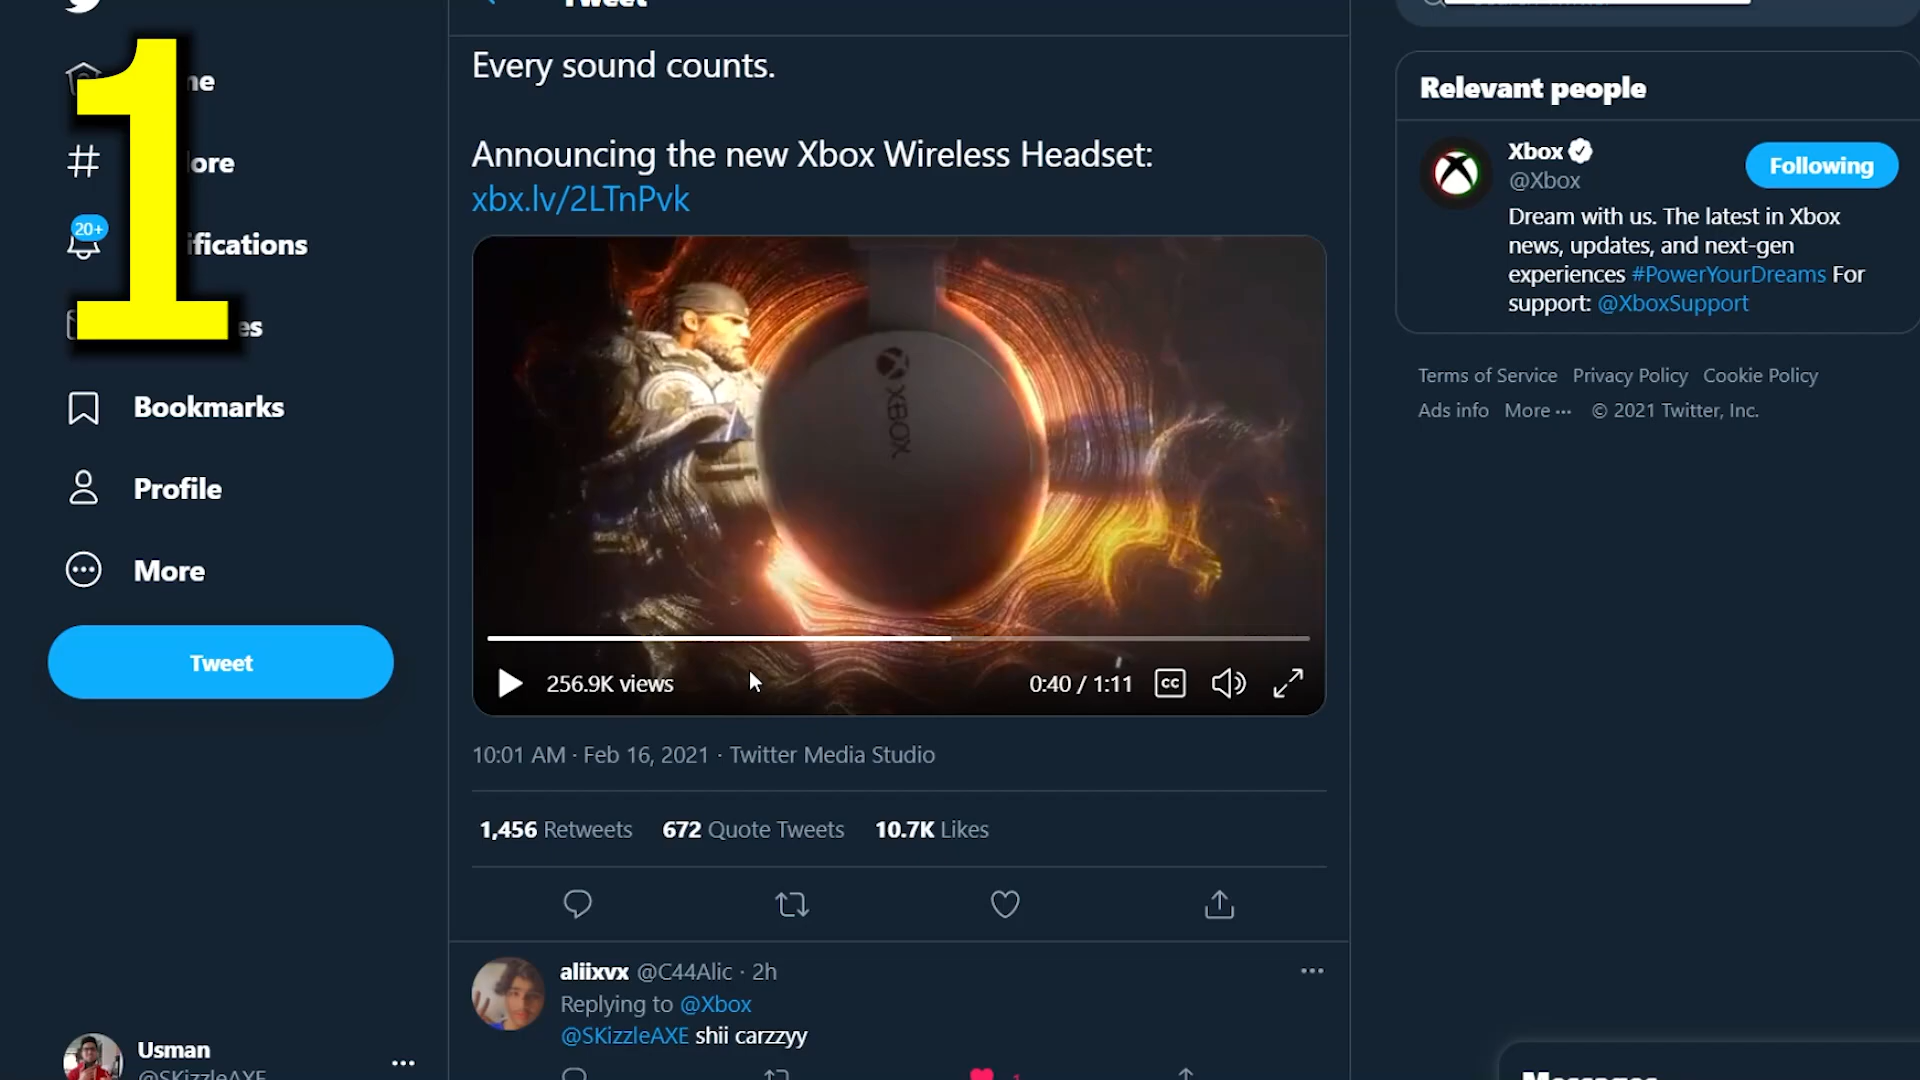 Tweet
Every sound counts.
Announcing the new Xbox Wireless Headset:
xbx.lv/2LTnPvk
XBOX
256.9K views
0:40 / 1:11
CC
10:01 AM · Feb 16, 2021 · Twitter Media Studio
1,456 Retweets 672 Quote Tweets 10.7K Likes
aliixvx @C44Alic · 2h
Replying to @Xbox
@SKizzleAXE shii carzzyy
1
1
20+
Bookmarks
Profile
More
Tweet
Usman
@SKizzleAXE
Relevant people
Xbox
@Xbox
Following
Dream with us. The latest in Xbox
news, updates, and next-gen
experiences #PowerYourDreams For
support: @XboxSupport
Terms of Service Privacy Policy Cookie Policy
Ads info More ··· © 2021 Twitter, Inc.
Messages